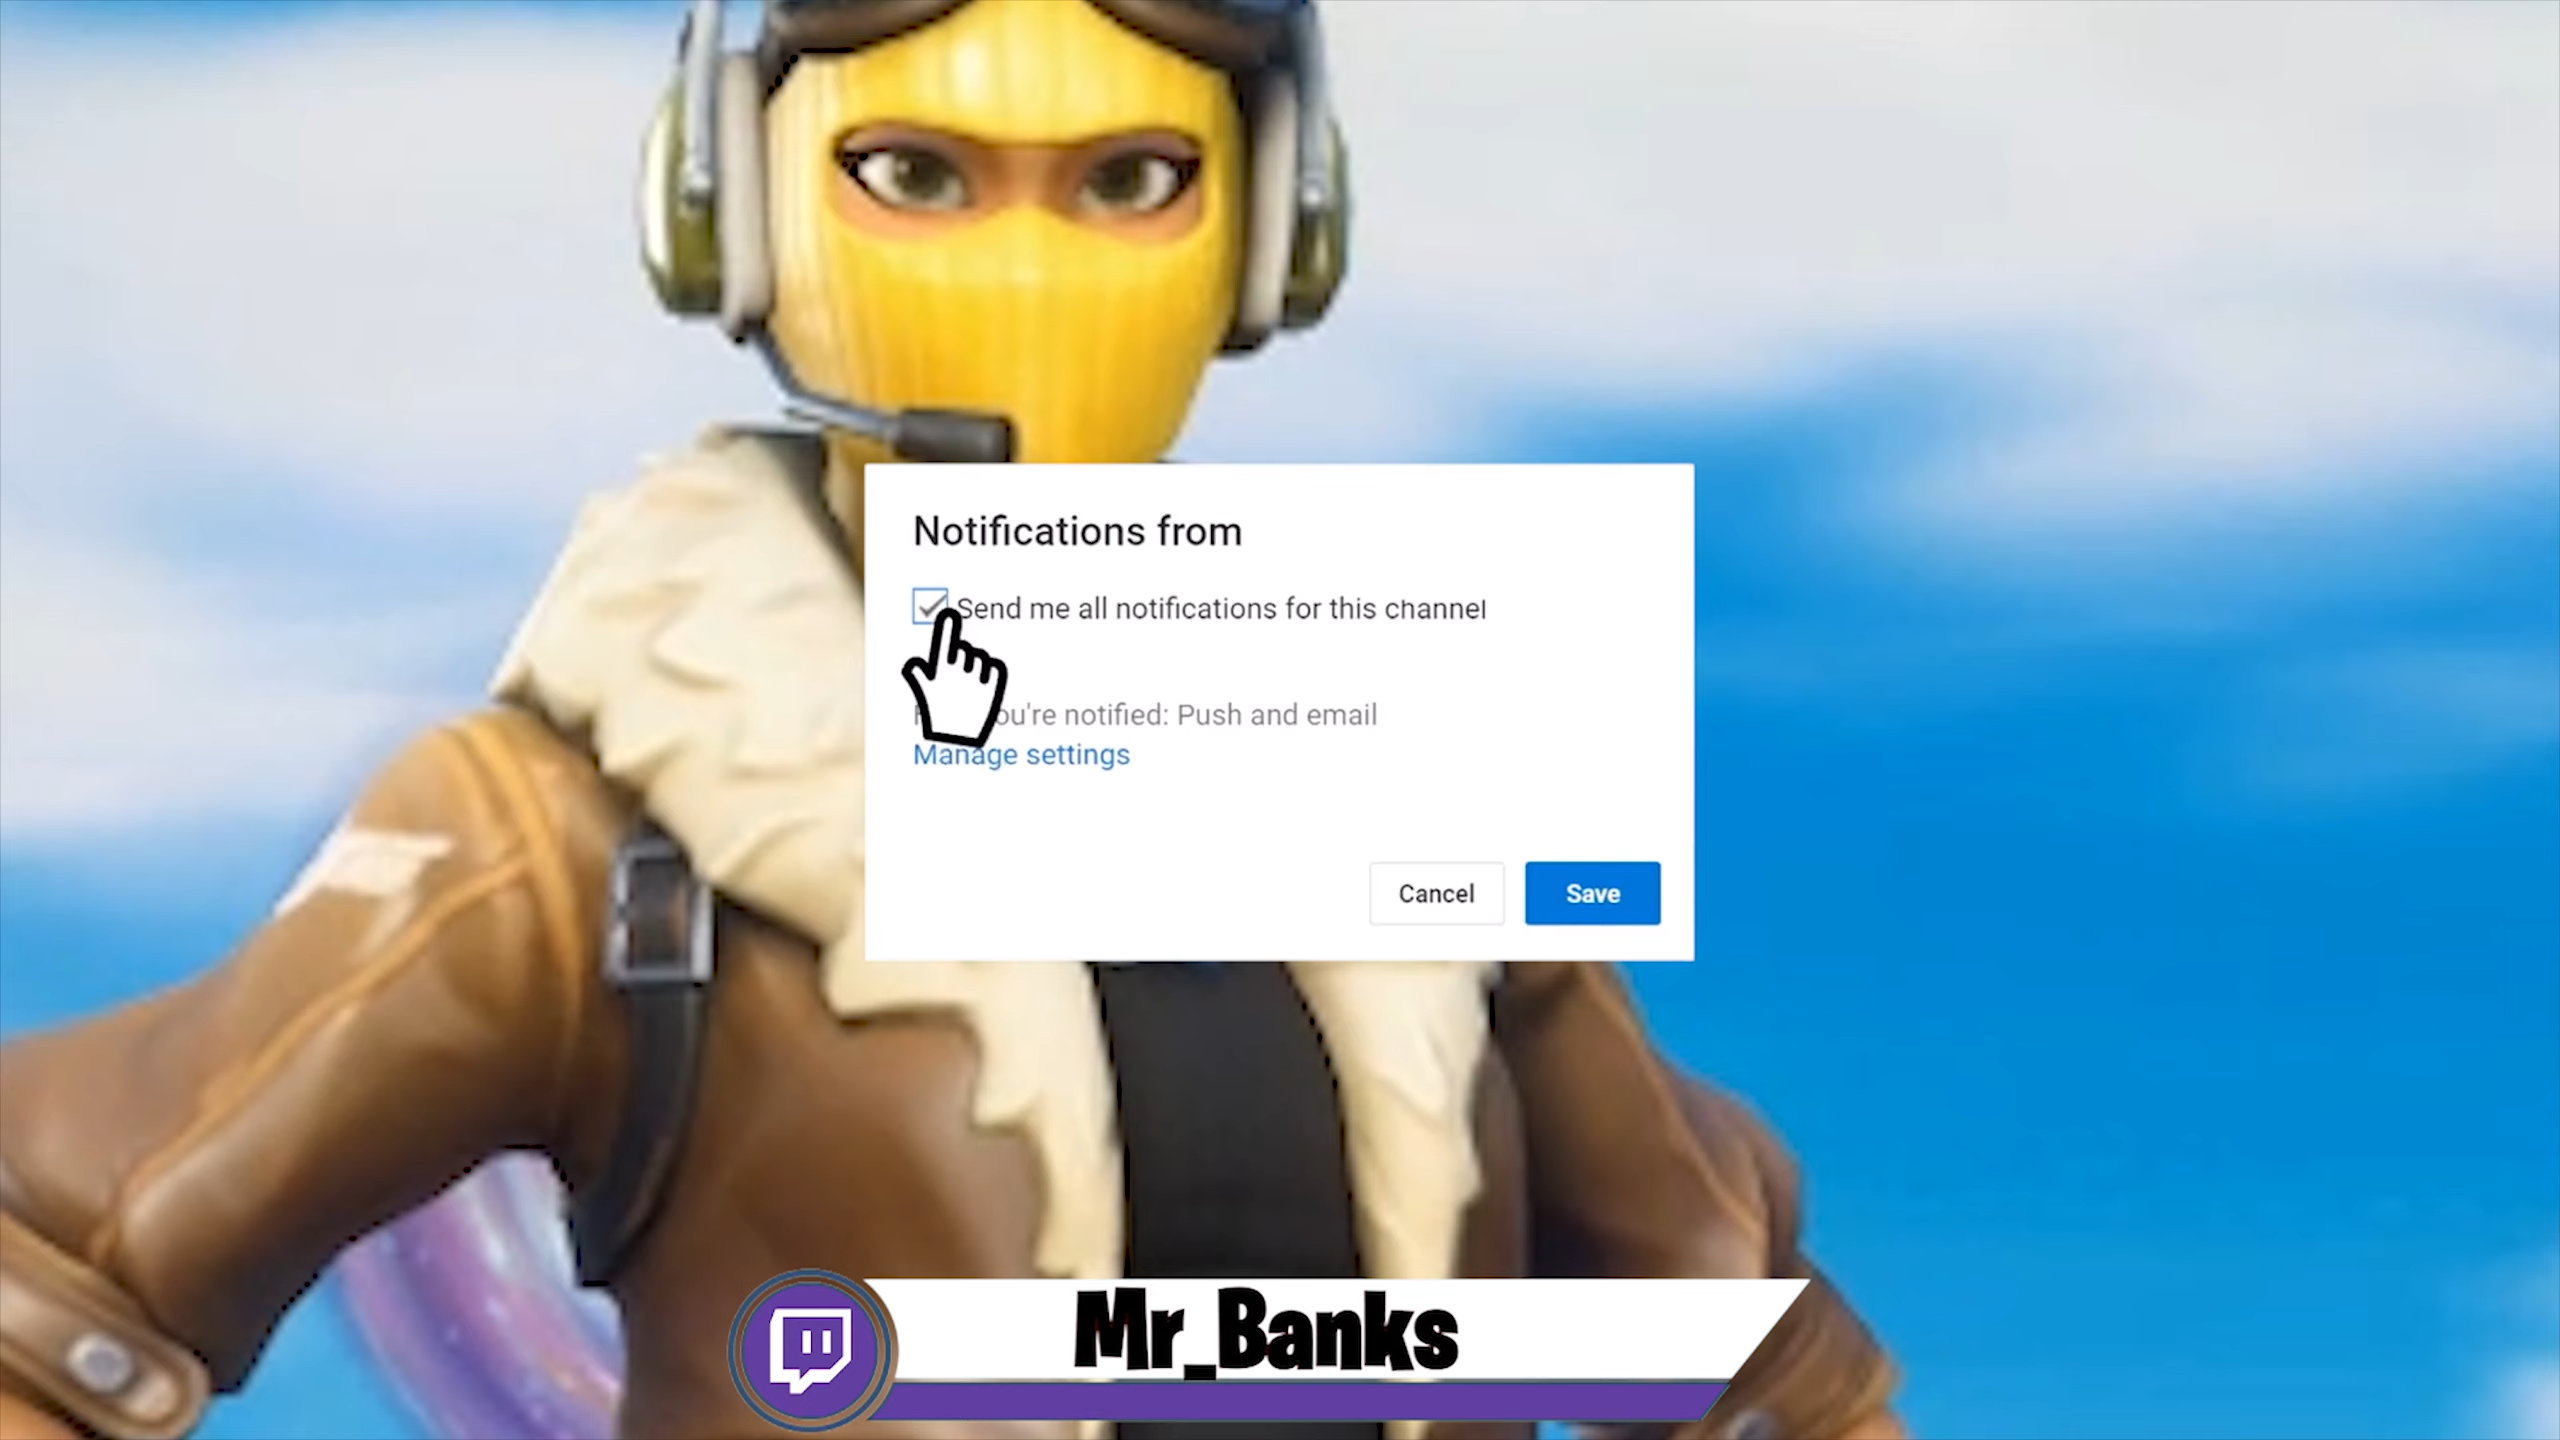 Notifications from
Send me all notifications for this channel
ou're notified: Push and email
Manage settings
Cancel
Save
Mr_Banks